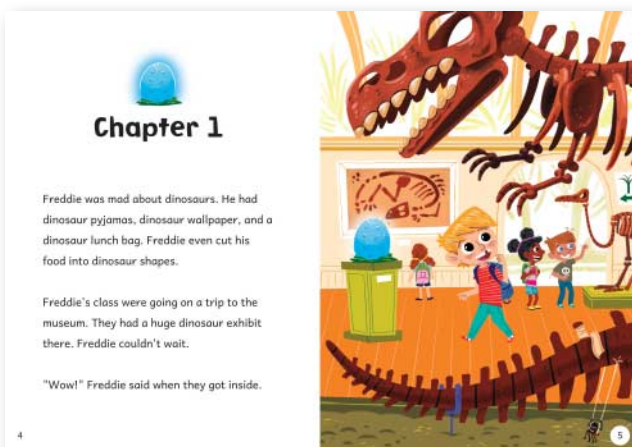 Chapter 1
Freddie was mad about dinosaurs. He had
dinosaur pyjamas, dinosaur wallpaper, and a
dinosaur lunch bag. Freddie even cut his
food into dinosaur shapes.
Freddie's class were going on a trip to the
museum. They had a huge dinosaur exhibit
there. Freddie couldn't wait.
"Wow!" Freddie said when they got inside.
4
5